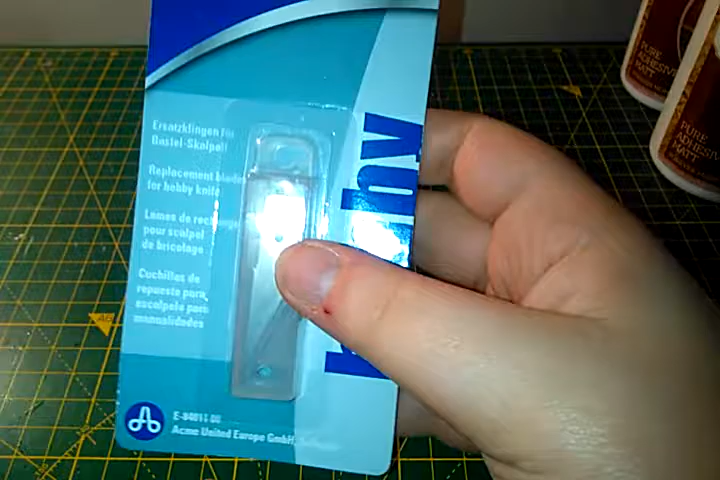 Ersatzklingen für
Bastel-Skalpell
Replacement blades
for hobby knife
Lames de rechange
pour scalpel
de bricolage
Cuchillas de
repuesto para
escalpelo para
manualidades
Acme United Europe GmbH
PURE
ADHESIVE
MATT
PURE
ADHESIVE
MATT